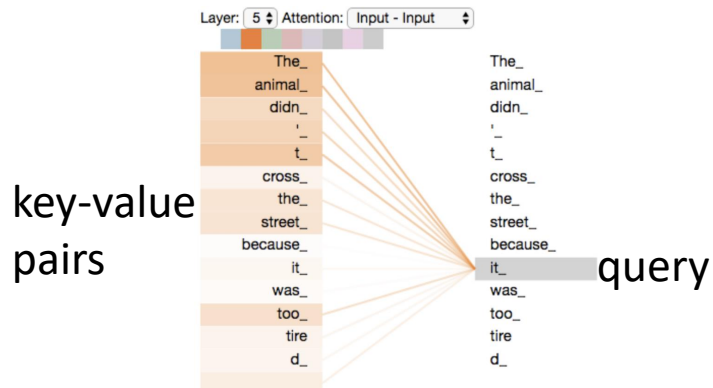 Layer: 5 Attention: Input - Input
The_ The_
animal_ animal_
didn_ didn_
'_ '_
t_ t_
cross_ cross_
the_ the_
street_ street_
because_ because_
it_ it_
was_ was_
too_ too_
tire tire
d_ d_
key-value
pairs
query